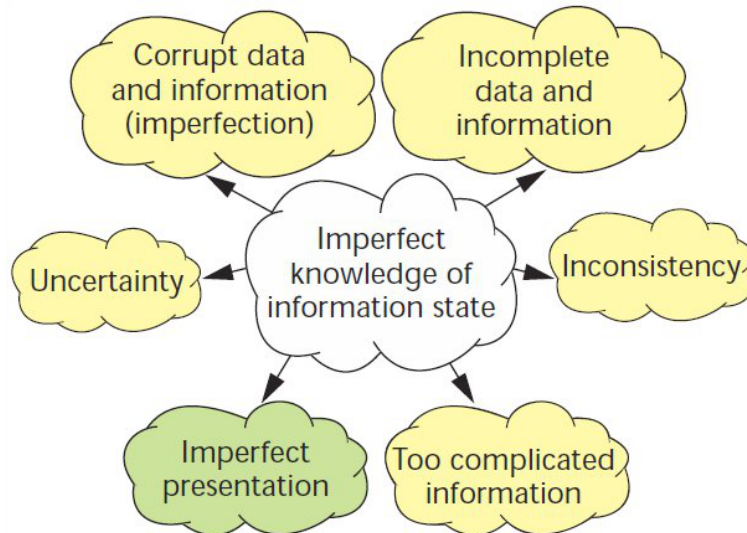 Corrupt data
and information
(imperfection)
Incomplete
data and
information
Uncertainty
Imperfect
knowledge of
information state
Inconsistency
Imperfect
presentation
Too complicated
information